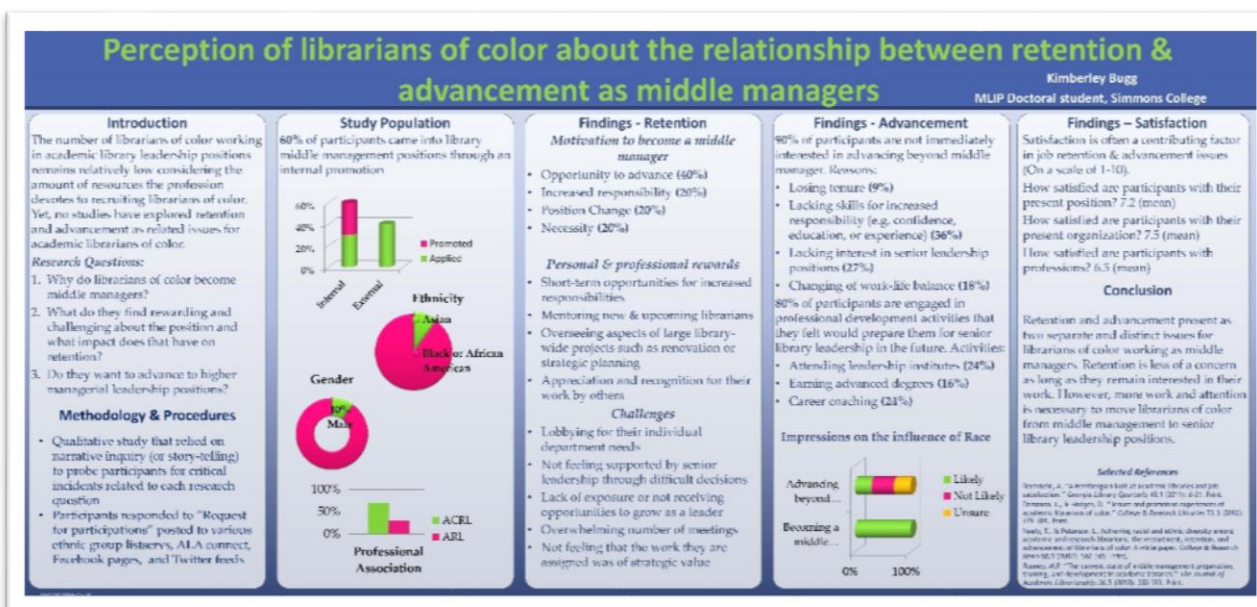 Perception of librarians of color about the relationship between retention &
advancement as middle managers
Kimberley Bugg
MLIP Doctoral student, Simmons College
Introduction
The number of librarians of color working
in academic library leadership positions
remains relatively low considering the
amount of resources the profession
devotes to recruiting librarians of color.
Yet, no studies have explored retention
and advancement as related issues for
academic librarians of color.
Research Questions:
1. Why do librarians of color become
middle managers?
2. What do they find rewarding and
challenging about the position and
what impact does that have on
retention?
3. Do they want to advance to higher
managerial leadership positions?
Methodology & Procedures
• Qualitative study that relied on
narrative inquiry (or story-telling)
to probe participants for critical
incidents related to each research
question
• Participants responded to "Request
for participations" posted to various
ethnic group listservs, ALA connect,
Facebook pages, and Twitter feeds
Study Population
60% of participants came into library
middle management positions through an
internal promotion
60%
40%
20%
0%
Promoted
Applied
Internal
External
Ethnicity
Asian
Black or African
American
Gender
10%
Male
100%
50%
0%
ACRL
ARL
Professional
Association
Findings - Retention
Motivation to become a middle
manager
• Opportunity to advance (40%)
• Increased responsibility (20%)
• Position Change (20%)
• Necessity (20%)
Personal & professional rewards
• Short-term opportunities for increased
responsibilities
• Mentoring new & upcoming librarians
• Overseeing aspects of large library-
wide projects such as renovation or
strategic planning
• Appreciation and recognition for their
work by others
Challenges
• Lobbying for their individual
department needs
• Not feeling supported by senior
leadership through difficult decisions
• Lack of exposure or not receiving
opportunities to grow as a leader
• Overwhelming number of meetings
• Not feeling that the work they are
assigned was of strategic value
Findings - Advancement
90% of participants are not immediately
interested in advancing beyond middle
manager. Reasons:
• Losing tenure (9%)
• Lacking skills for increased
responsibility (e.g. confidence,
education, or experience) (36%)
• Lacking interest in senior leadership
positions (27%)
• Changing of work-life balance (18%)
80% of participants are engaged in
professional development activities that
they felt would prepare them for senior
library leadership in the future. Activities:
• Attending leadership institutes (24%)
• Earning advanced degrees (16%)
• Career coaching (24%)
Impressions on the influence of Race
Advancing
beyond...
Becoming a
middle...
0%
100%
Likely
Not Likely
Unsure
Findings – Satisfaction
Satisfaction is often a contributing factor
in job retention & advancement issues
(On a scale of 1-10).
How satisfied are participants with their
present position? 7.2 (mean)
How satisfied are participants with their
present organization? 7.5 (mean)
How satisfied are participants with
professions? 6.5 (mean)
Conclusion
Retention and advancement present as
two separate and distinct issues for
librarians of color working as middle
managers. Retention is less of a concern
as long as they remain interested in their
work. However, more work and attention
is necessary to move librarians of color
from middle management to senior
library leadership positions.
Selected References